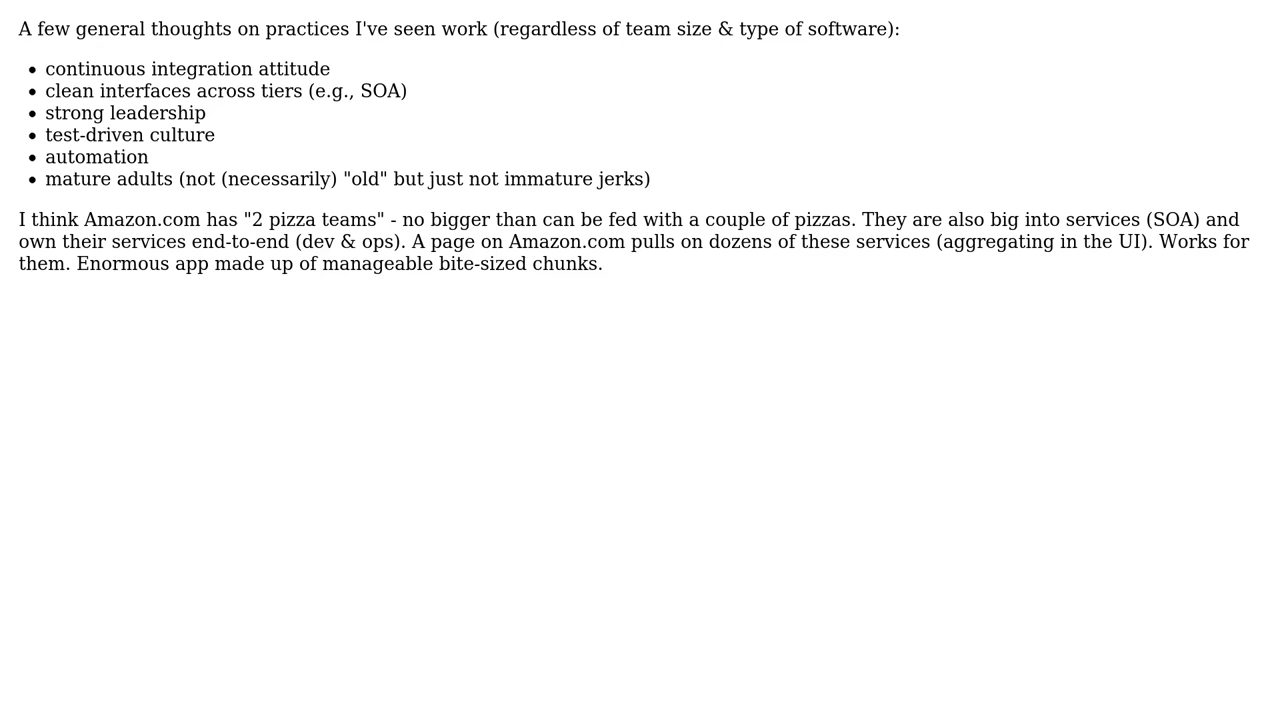 A few general thoughts on practices I've seen work (regardless of team size & type of software):
• continuous integration attitude
• clean interfaces across tiers (e.g., SOA)
• strong leadership
• test-driven culture
• automation
• mature adults (not (necessarily) "old" but just not immature jerks)
I think Amazon.com has "2 pizza teams" - no bigger than can be fed with a couple of pizzas. They are also big into services (SOA) and
own their services end-to-end (dev & ops). A page on Amazon.com pulls on dozens of these services (aggregating in the UI). Works for
them. Enormous app made up of manageable bite-sized chunks.